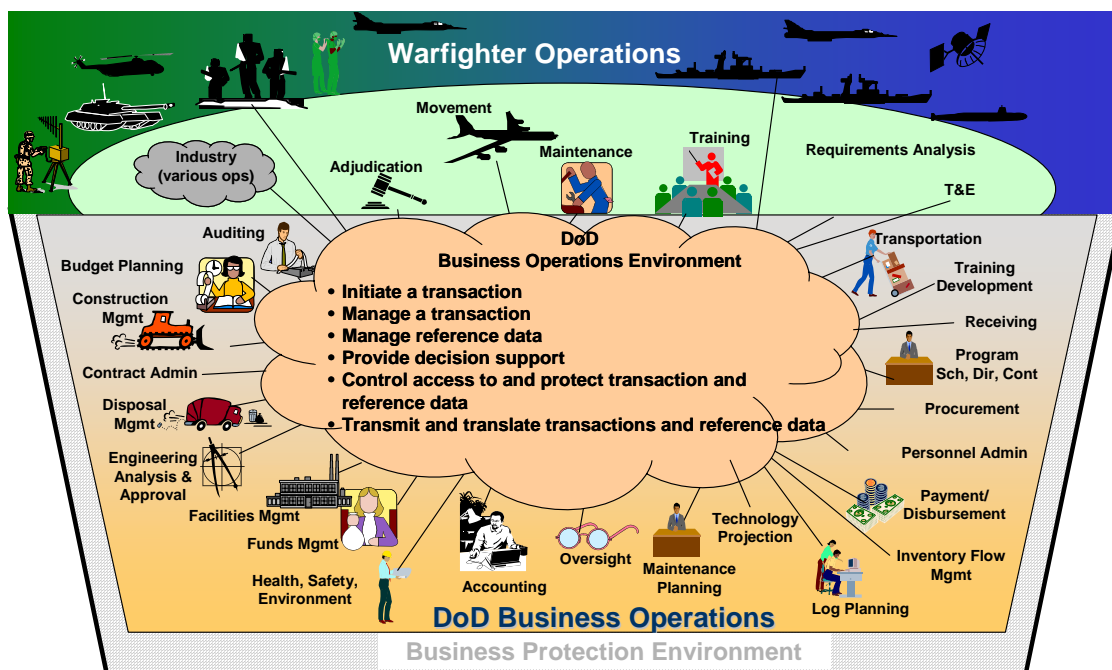 Warfighter Operations
Movement
Industry
(various ops)
Adjudication
Maintenance
Training
Requirements Analysis
T&E
Auditing
Budget Planning
Construction
Mgmt
Contract Admin
Disposal
Mgmt
Engineering
Analysis &
Approval
Facilities Mgmt
Funds Mgmt
Health, Safety,
Environment
DoD
Business Operations Environment
• Initiate a transaction
• Manage a transaction
• Manage reference data
• Provide decision support
• Control access to and protect transaction and
reference data
• Transmit and translate transactions and reference data
Transportation
Training
Development
Receiving
Program
Sch, Dir, Cont
Procurement
Personnel Admin
Payment/
Disbursement
Inventory Flow
Mgmt
Technology
Projection
Log Planning
Maintenance
Planning
Oversight
Accounting
DoD Business Operations
Business Protection Environment